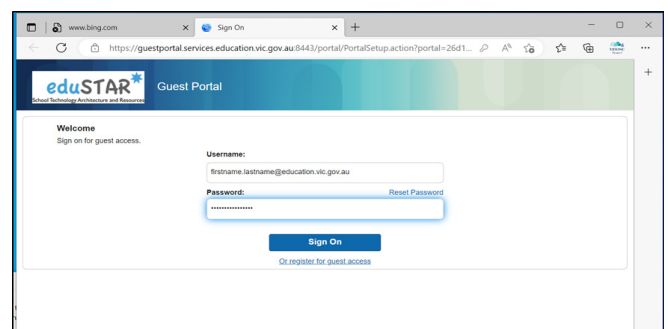 www.bing.com
Sign On
https://guestportal.services.education.vic.gov.au:8443/portal/PortalSetup.action?portal=26d1...
eduSTAR
School Technology Architecture and Resources
Guest Portal
Welcome
Sign on for guest access.
Username:
firstname.lastname@education.vic.gov.au
Password:
Reset Password
Sign On
Or register for guest access